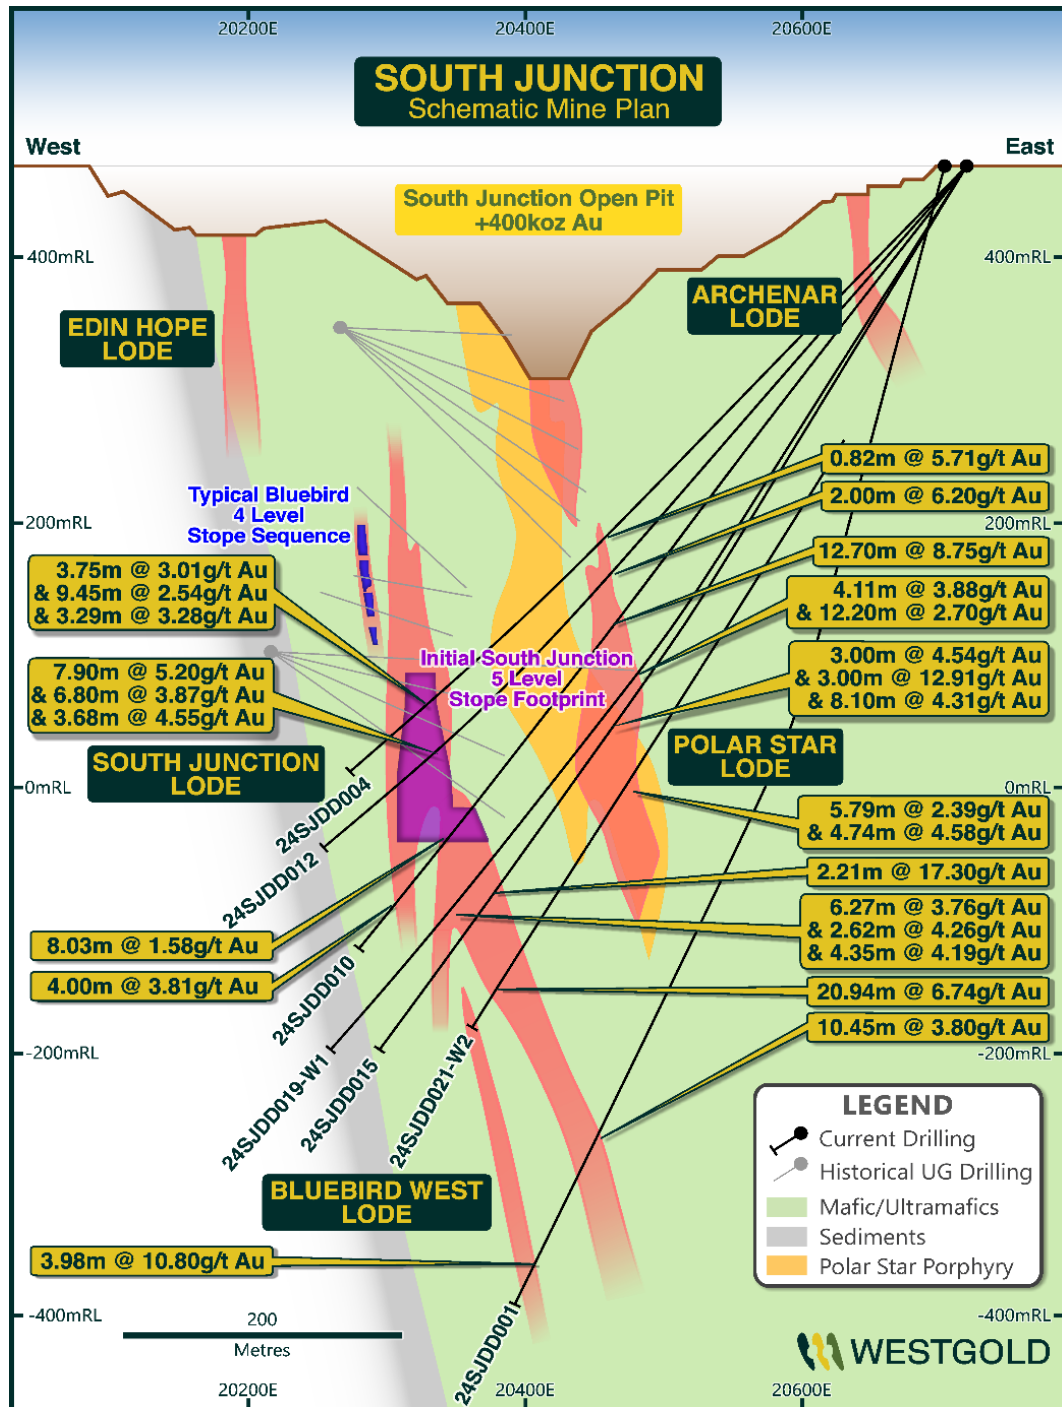 20200E
20400E
20600E
SOUTH JUNCTION
Schematic Mine Plan
West
East
South Junction Open Pit
+400koz Au
400mRL
400mRL
ARCHENAR
LODE
EDIN HOPE
LODE
0.82m @ 5.71g/t Au
2.00m @ 6.20g/t Au
Typical Bluebird
4 Level
Stope Sequence
200mRL
200mRL
12.70m @ 8.75g/t Au
3.75m @ 3.01g/t Au
& 9.45m @ 2.54g/t Au
& 3.29m @ 3.28g/t Au
4.11m @ 3.88g/t Au
& 12.20m @ 2.70g/t Au
Initial South Junction
5 Level
Stope Footprint
3.00m @ 4.54g/t Au
& 3.00m @ 12.91g/t Au
& 8.10m @ 4.31g/t Au
7.90m @ 5.20g/t Au
& 6.80m @ 3.87g/t Au
& 3.68m @ 4.55g/t Au
SOUTH JUNCTION
LODE
POLAR STAR
LODE
0mRL
0mRL
24SJDD004
5.79m @ 2.39g/t Au
& 4.74m @ 4.58g/t Au
24SJDD012
2.21m @ 17.30g/t Au
6.27m @ 3.76g/t Au
& 2.62m @ 4.26g/t Au
& 4.35m @ 4.19g/t Au
8.03m @ 1.58g/t Au
4.00m @ 3.81g/t Au
20.94m @ 6.74g/t Au
24SJDD010
10.45m @ 3.80g/t Au
-200mRL
-200mRL
24SJDD019-W1
24SJDD015
24SJDD021-W2
LEGEND
Current Drilling
Historical UG Drilling
Mafic/Ultramafics
Sediments
Polar Star Porphyry
BLUEBIRD WEST
LODE
3.98m @ 10.80g/t Au
24SJDD001
-400mRL
-400mRL
200
Metres
WESTGOLD
20200E
20400E
20600E